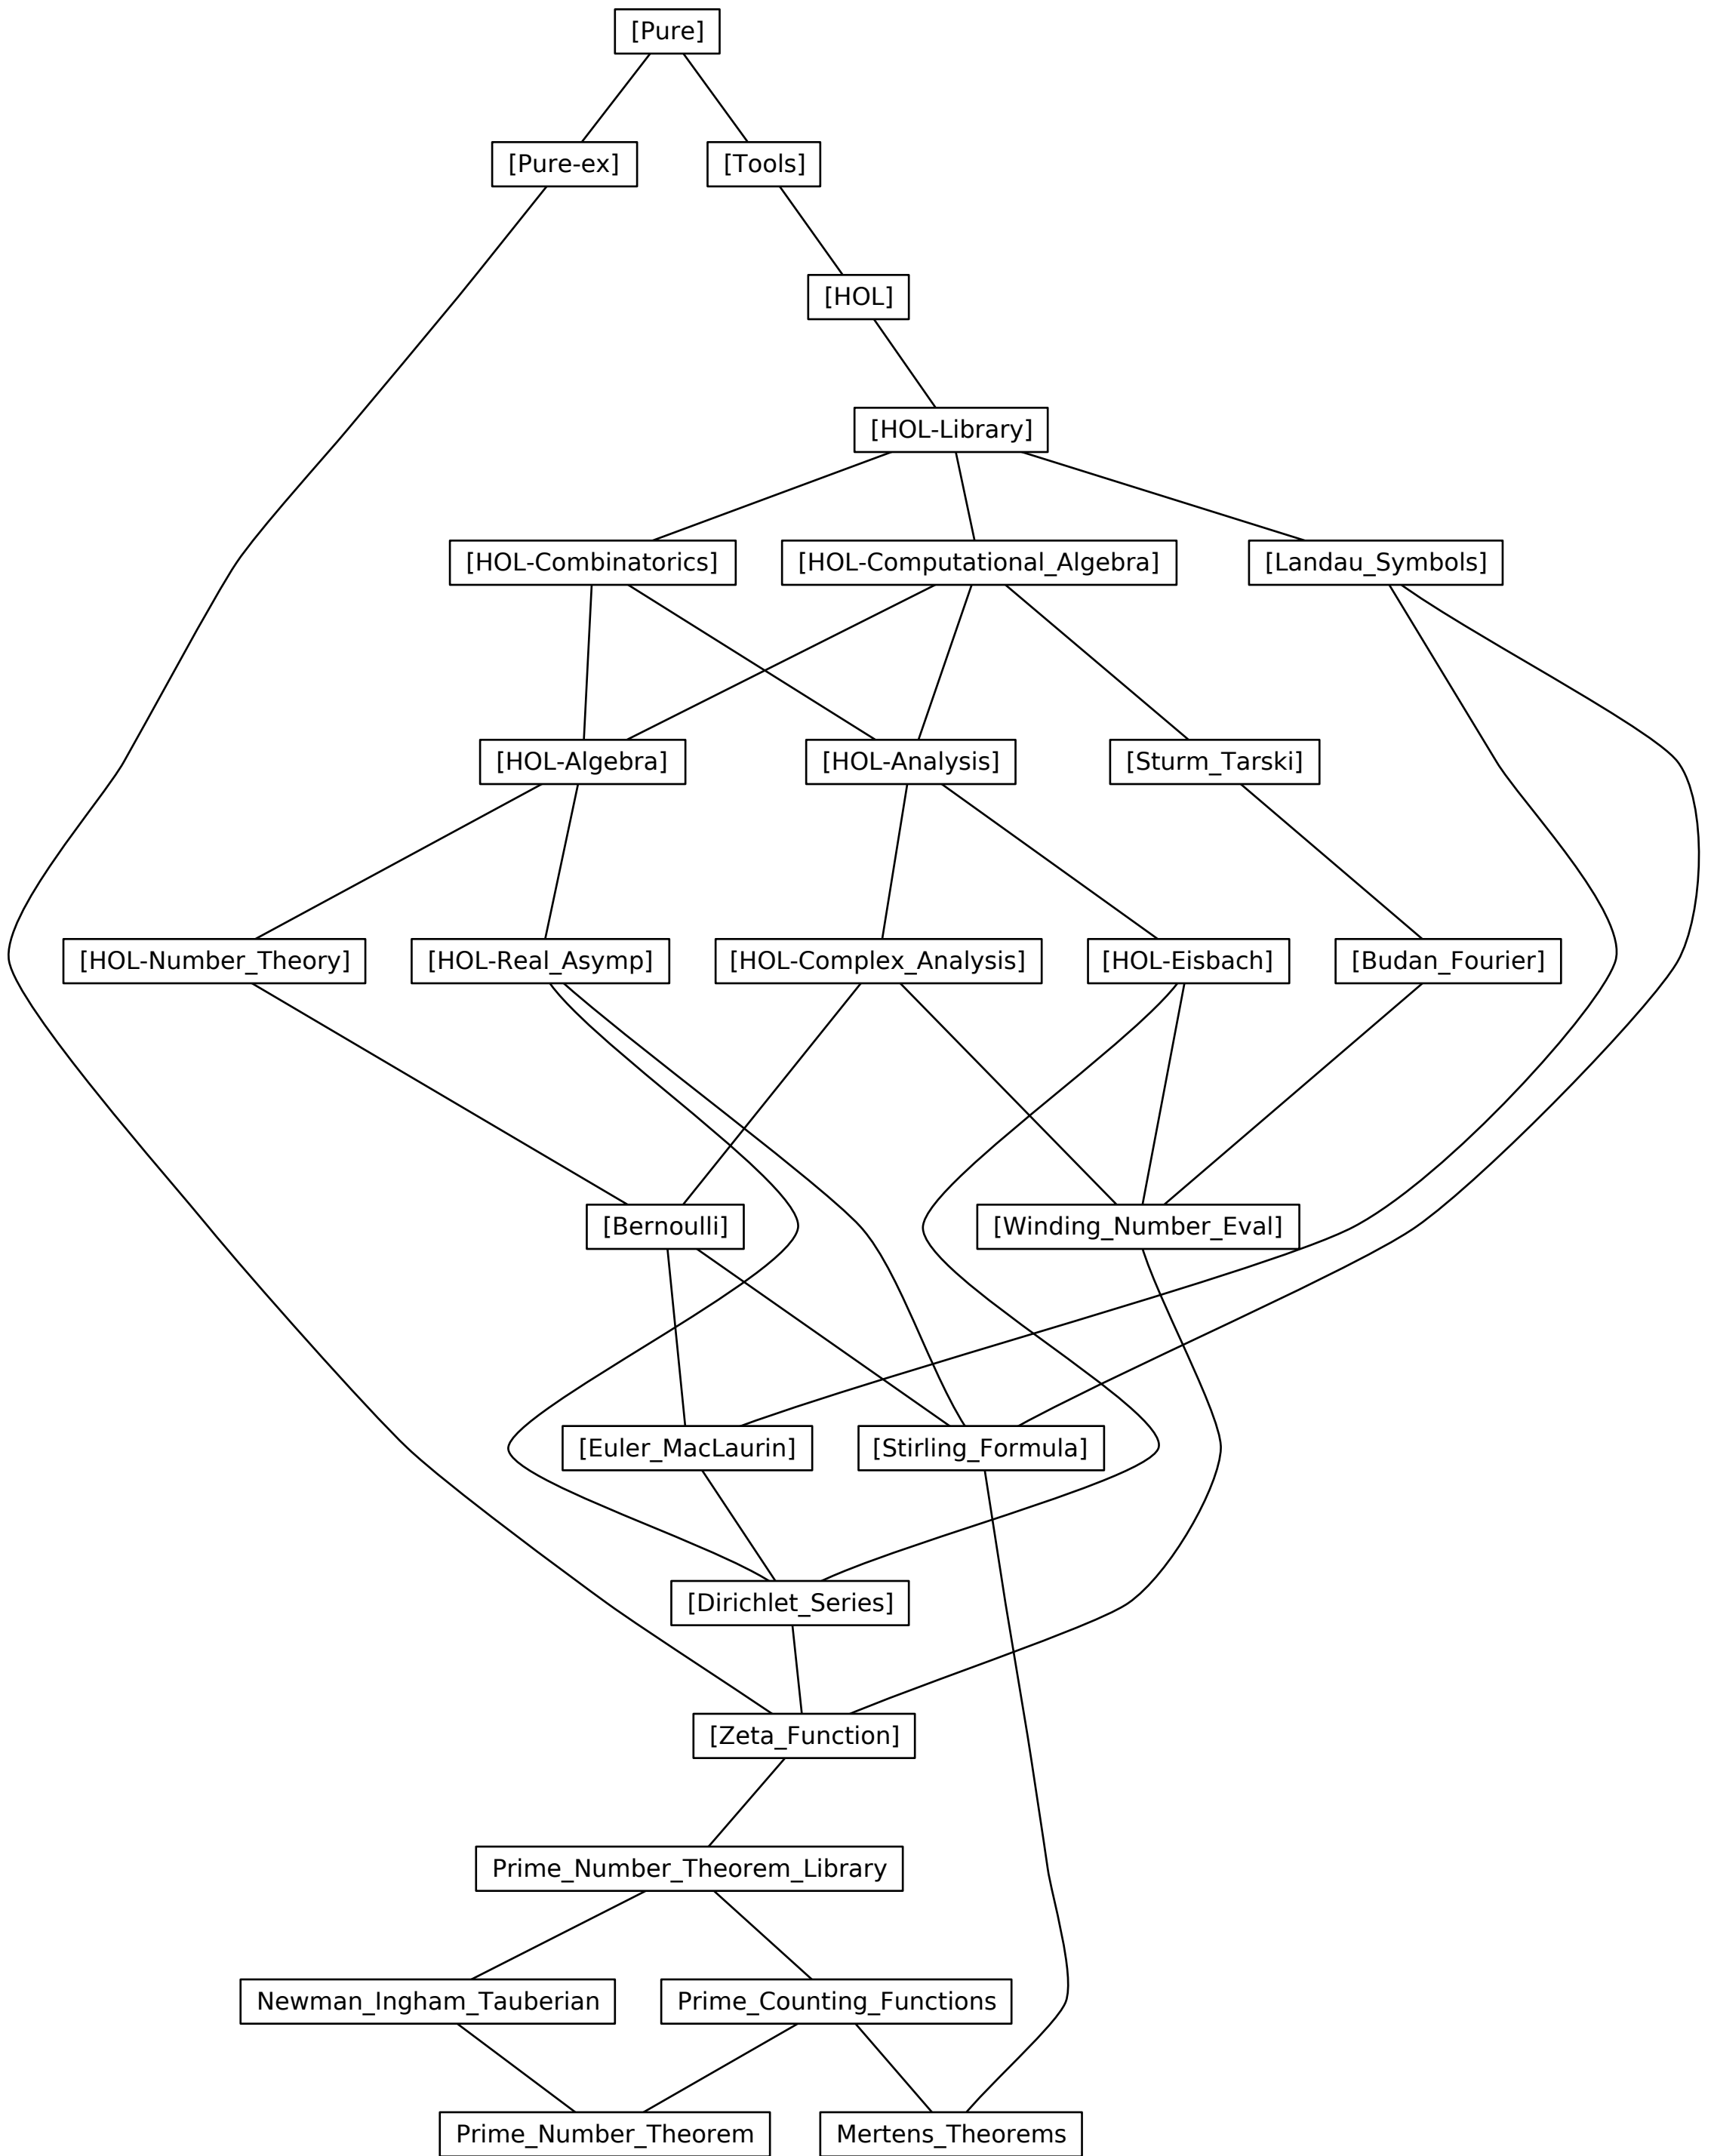 [Pure]
[Pure-ex]
[Tools]
[HOL]
[HOL-Library]
[HOL-Combinatorics]
[HOL-Computational_Algebra]
[Landau_Symbols]
[HOL-Algebra]
[HOL-Analysis]
[Sturm_Tarski]
[HOL-Number_Theory]
[HOL-Real_Asymp]
[HOL-Complex_Analysis]
[HOL-Eisbach]
[Budan_Fourier]
[Bernoulli]
[Winding_Number_Eval]
[Euler_MacLaurin]
[Stirling_Formula]
[Dirichlet_Series]
[Zeta_Function]
Prime_Number_Theorem_Library
Newman_Ingham_Tauberian
Prime_Counting_Functions
Prime_Number_Theorem
Mertens_Theorems